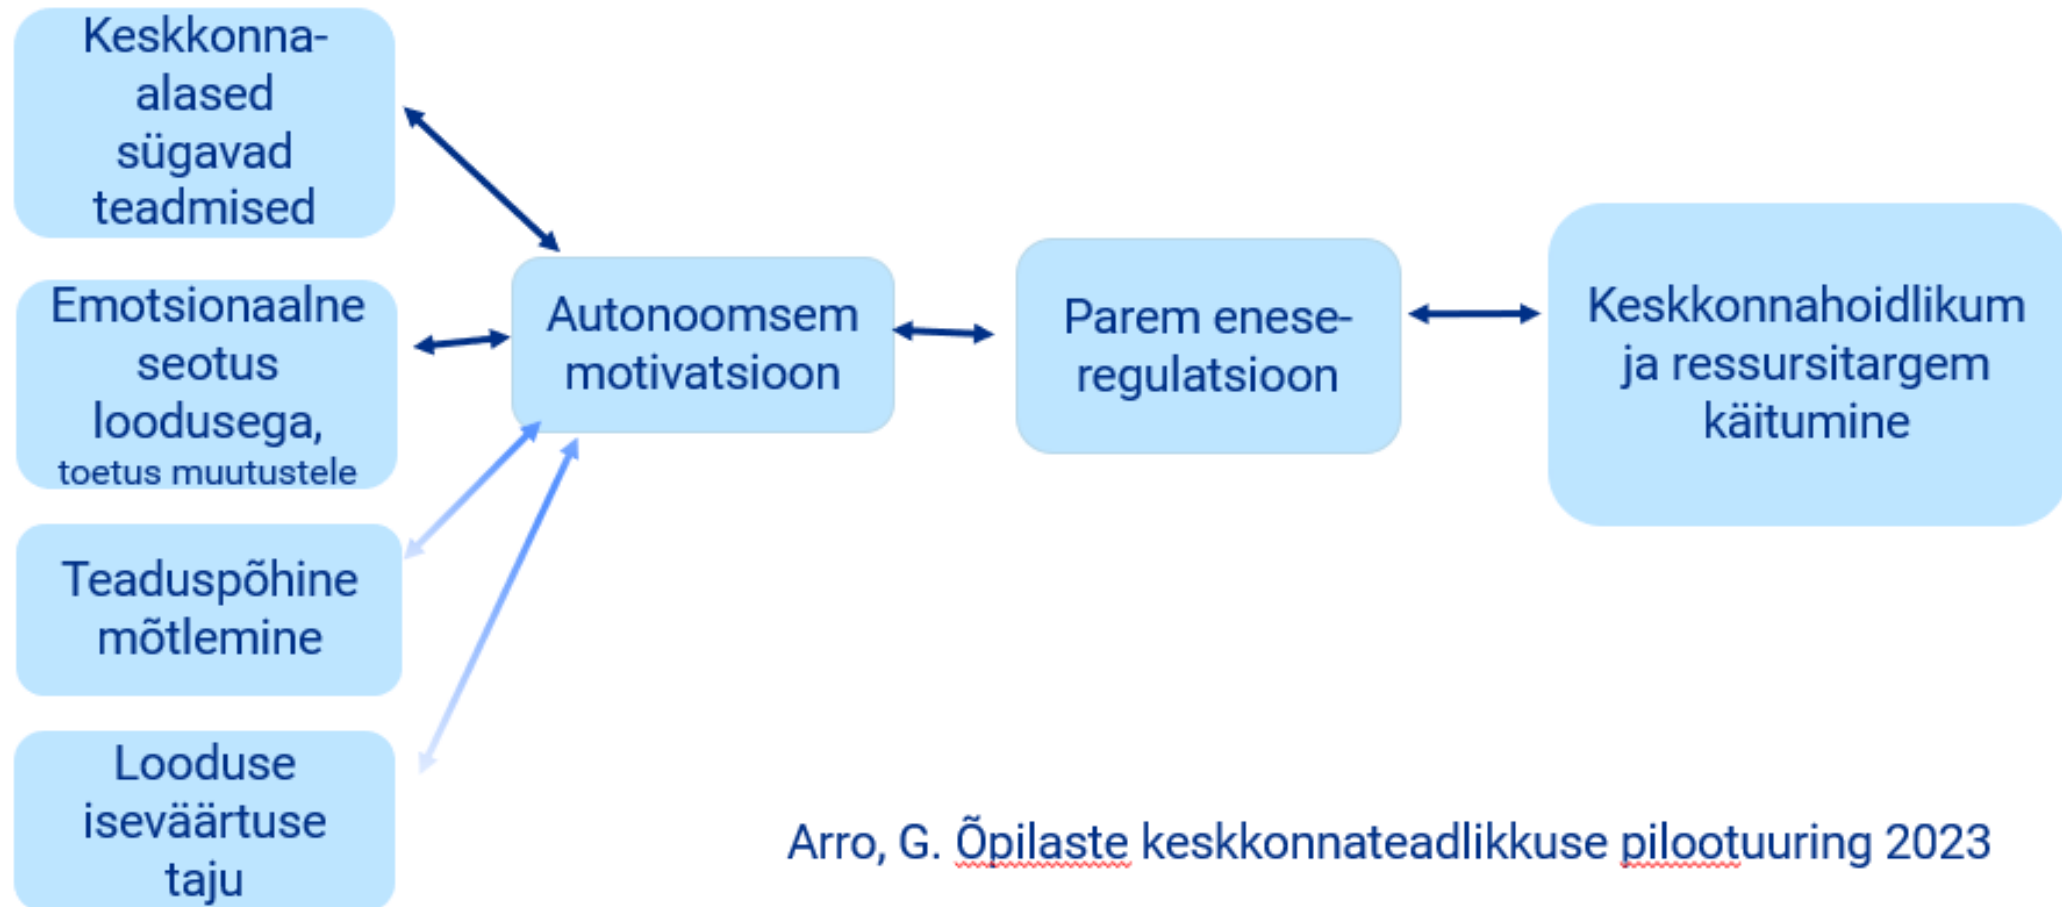 Keskkonna-
alased
sügavad
teadmised
Emotsionaalne
seotus
loodusega,
toetus muutustele
Teaduspõhine
mõtlemine
Looduse
iseväärtuse
taju
Autonoomsem
motivatsioon
Parem enese-
regulatsioon
Keskkonnahoidlikum
ja ressursitargem
käitumine
Arro, G. Õpilaste keskkonnateadlikkuse pilootuuring 2023